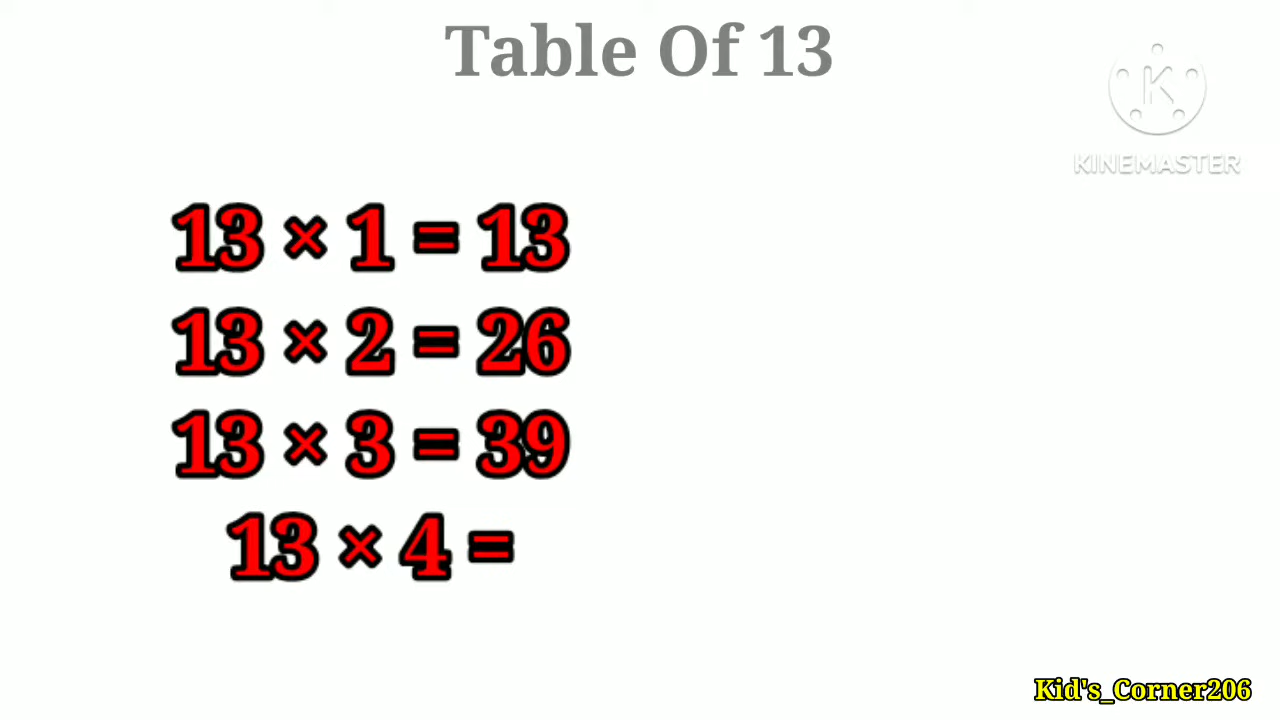 Table Of 13
K
KINEMASTER
13 × 1 = 13
13 × 2 = 26
13 × 3 = 39
13 × 4 =
Kid's_Corner206